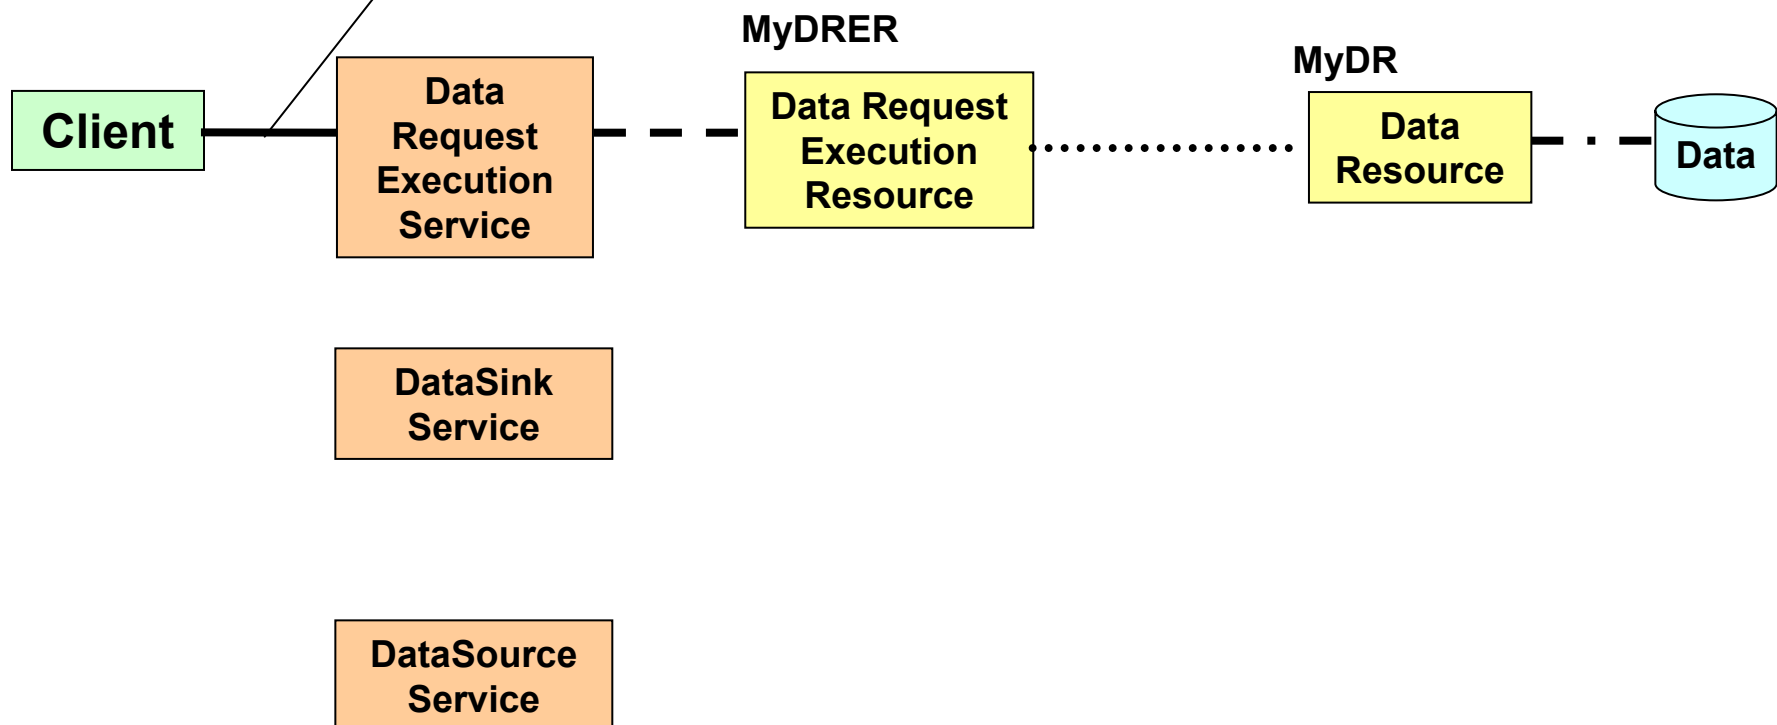 MyDRER
MyDR
Client
Data
Request
Execution
Service
Data Request
Execution
Resource
Data
Resource
Data
DataSink
Service
DataSource
Service